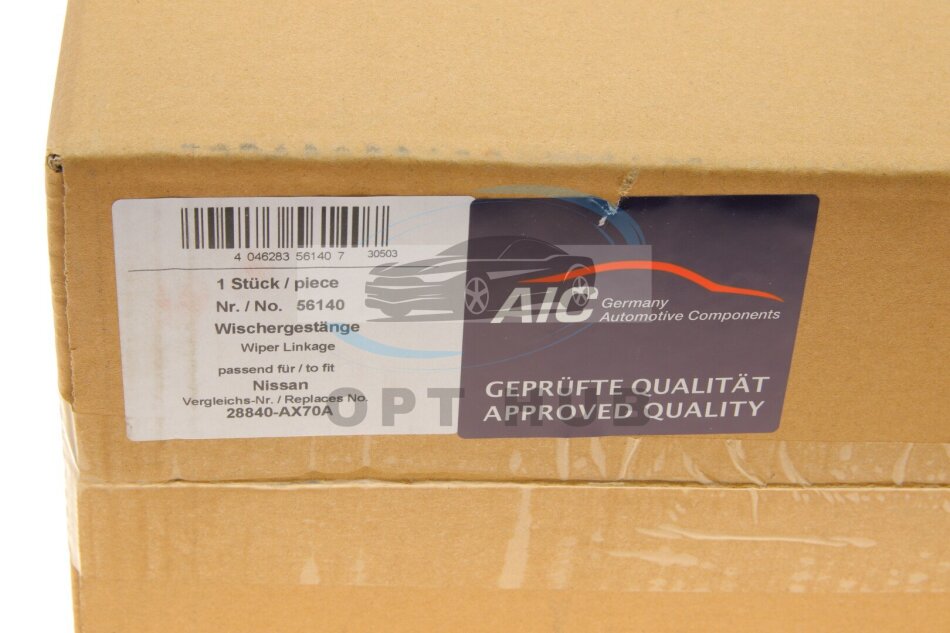 4 046283 56140 7 30503
1 Stück / piece
Nr. / No. 56140
Wischergestänge
Wiper Linkage
passend für / to fit
Nissan
Vergleichs-Nr. / Replaces No.
28840-AX70A
AIC Germany
Automotive Components
GEPRÜFTE QUALITÄT
APPROVED QUALITY
OPT HUB